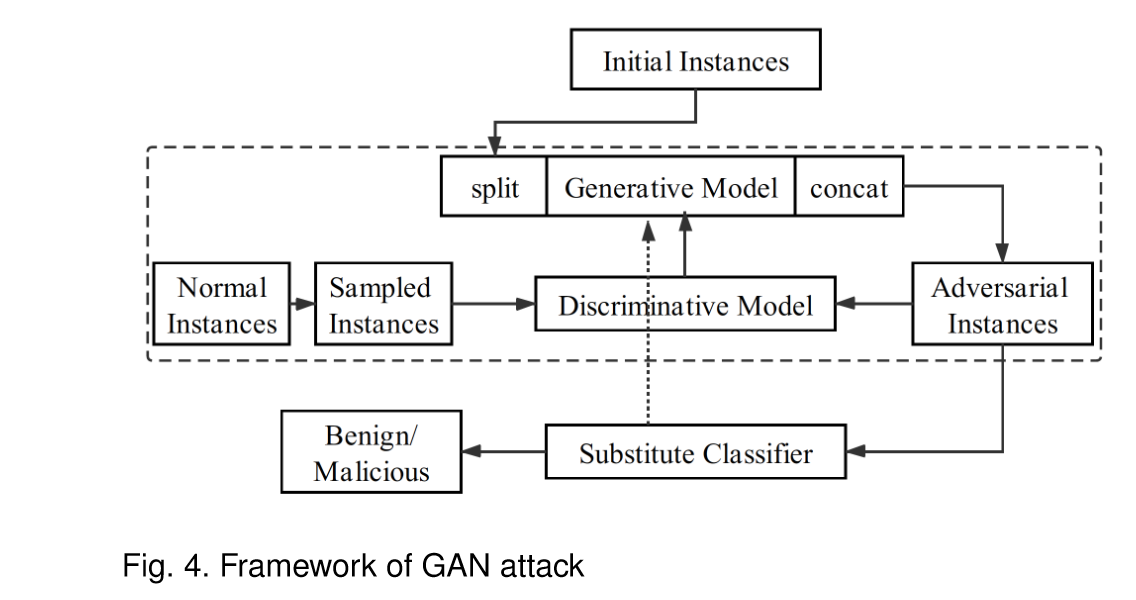 Initial Instances
split
Generative Model
concat
Normal
Instances
Sampled
Instances
Discriminative Model
Adversarial
Instances
Benign/
Malicious
Substitute Classifier
Fig. 4. Framework of GAN attack